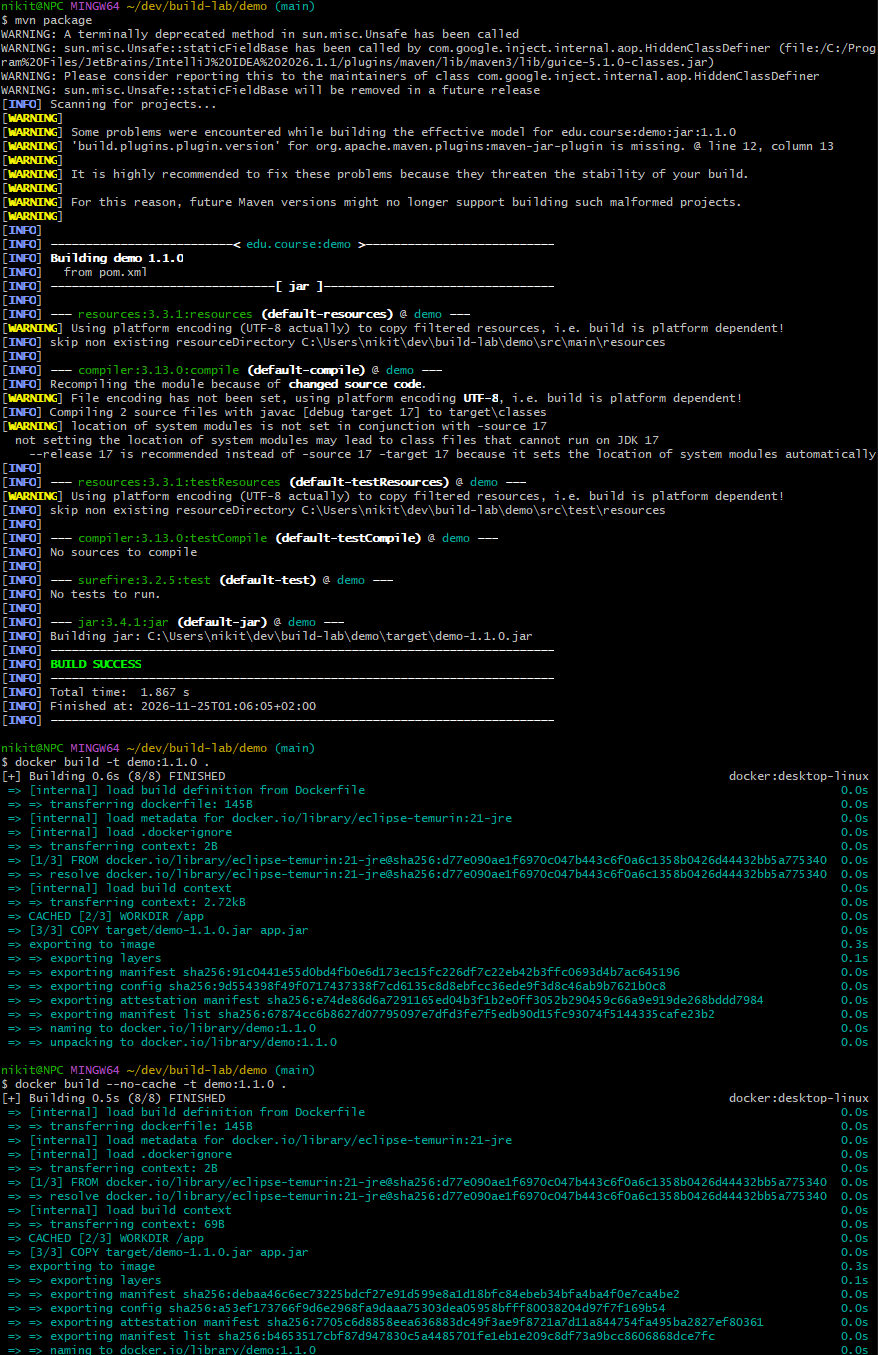 nikit@NPC MINGW64 ~/dev/build-lab/demo (main)
$ mvn package
WARNING: A terminally deprecated method in sun.misc.Unsafe has been called
WARNING: sun.misc.Unsafe::staticFieldBase has been called by com.google.inject.internal.aop.HiddenClassDefiner (file:/C:/Prog
ram%20Files/JetBrains/IntelliJ%20IDEA%202026.1.1/plugins/maven/lib/maven3/lib/guice-5.1.0-classes.jar)
WARNING: Please consider reporting this to the maintainers of class com.google.inject.internal.aop.HiddenClassDefiner
WARNING: sun.misc.Unsafe::staticFieldBase will be removed in a future release
[INFO] Scanning for projects...
[WARNING]
[WARNING] Some problems were encountered while building the effective model for edu.course:demo:jar:1.1.0
[WARNING] 'build.plugins.plugin.version' for org.apache.maven.plugins:maven-jar-plugin is missing. @ line 12, column 13
[WARNING]
[WARNING] It is highly recommended to fix these problems because they threaten the stability of your build.
[WARNING]
[WARNING] For this reason, future Maven versions might no longer support building such malformed projects.
[WARNING]
[INFO]
[INFO] --------------------------< edu.course:demo >---------------------------
[INFO] Building demo 1.1.0
[INFO]   from pom.xml
[INFO] --------------------------------[ jar ]---------------------------------
[INFO]
[INFO] --- resources:3.3.1:resources (default-resources) @ demo ---
[WARNING] Using platform encoding (UTF-8 actually) to copy filtered resources, i.e. build is platform dependent!
[INFO] skip non existing resourceDirectory C:\Users\nikit\dev\build-lab\demo\src\main\resources
[INFO]
[INFO] --- compiler:3.13.0:compile (default-compile) @ demo ---
[INFO] Recompiling the module because of changed source code.
[WARNING] File encoding has not been set, using platform encoding UTF-8, i.e. build is platform dependent!
[INFO] Compiling 2 source files with javac [debug target 17] to target\classes
[WARNING] location of system modules is not set in conjunction with -source 17
  not setting the location of system modules may lead to class files that cannot run on JDK 17
    --release 17 is recommended instead of -source 17 -target 17 because it sets the location of system modules automatically
[INFO]
[INFO] --- resources:3.3.1:testResources (default-testResources) @ demo ---
[WARNING] Using platform encoding (UTF-8 actually) to copy filtered resources, i.e. build is platform dependent!
[INFO] skip non existing resourceDirectory C:\Users\nikit\dev\build-lab\demo\src\test\resources
[INFO]
[INFO] --- compiler:3.13.0:testCompile (default-testCompile) @ demo ---
[INFO] No sources to compile
[INFO]
[INFO] --- surefire:3.2.5:test (default-test) @ demo ---
[INFO] No tests to run.
[INFO]
[INFO] --- jar:3.4.1:jar (default-jar) @ demo ---
[INFO] Building jar: C:\Users\nikit\dev\build-lab\demo\target\demo-1.1.0.jar
[INFO] ------------------------------------------------------------------------
[INFO] BUILD SUCCESS
[INFO] ------------------------------------------------------------------------
[INFO] Total time:  1.867 s
[INFO] Finished at: 2026-11-25T01:06:05+02:00
[INFO] ------------------------------------------------------------------------
nikit@NPC MINGW64 ~/dev/build-lab/demo (main)
$ docker build -t demo:1.1.0 .
[+] Building 0.6s (8/8) FINISHED docker:desktop-linux
=> [internal] load build definition from Dockerfile 0.0s
=> => transferring dockerfile: 145B 0.0s
=> [internal] load metadata for docker.io/library/eclipse-temurin:21-jre 0.0s
=> [internal] load .dockerignore 0.0s
=> => transferring context: 2B 0.0s
=> [1/3] FROM docker.io/library/eclipse-temurin:21-jre@sha256:d77e090ae1f6970c047b443c6f0a6c1358b0426d44432bb5a775340 0.0s
=> => resolve docker.io/library/eclipse-temurin:21-jre@sha256:d77e090ae1f6970c047b443c6f0a6c1358b0426d44432bb5a775340 0.0s
=> [internal] load build context 0.0s
=> => transferring context: 2.72kB 0.0s
=> CACHED [2/3] WORKDIR /app 0.0s
=> [3/3] COPY target/demo-1.1.0.jar app.jar 0.0s
=> exporting to image 0.3s
=> => exporting layers 0.1s
=> => exporting manifest sha256:91c0441e55d0bd4fb0e6d173ec15fc226df7c22eb42b3ffc0693d4b7ac645196 0.0s
=> => exporting config sha256:9d554398f49f0717437338f7cd6135c8d8ebfcc36ede9f3d8c46ab9b7621b0c8 0.0s
=> => exporting attestation manifest sha256:e74de86d6a7291165ed04b3f1b2e0ff3052b290459c66a9e919de268bddd7984 0.0s
=> => exporting manifest list sha256:67874cc6b8627d07795097e7dfd3fe7f5edb90d15fc93074f5144335cafe23b2 0.0s
=> => naming to docker.io/library/demo:1.1.0 0.0s
=> => unpacking to docker.io/library/demo:1.1.0 0.0s
nikit@NPC MINGW64 ~/dev/build-lab/demo (main)
$ docker build --no-cache -t demo:1.1.0 .
[+] Building 0.5s (8/8) FINISHED docker:desktop-linux
=> [internal] load build definition from Dockerfile 0.0s
=> => transferring dockerfile: 145B 0.0s
=> [internal] load metadata for docker.io/library/eclipse-temurin:21-jre 0.0s
=> [internal] load .dockerignore 0.0s
=> => transferring context: 2B 0.0s
=> [1/3] FROM docker.io/library/eclipse-temurin:21-jre@sha256:d77e090ae1f6970c047b443c6f0a6c1358b0426d44432bb5a775340 0.0s
=> => resolve docker.io/library/eclipse-temurin:21-jre@sha256:d77e090ae1f6970c047b443c6f0a6c1358b0426d44432bb5a775340 0.0s
=> [internal] load build context 0.0s
=> => transferring context: 69B 0.0s
=> CACHED [2/3] WORKDIR /app 0.0s
=> [3/3] COPY target/demo-1.1.0.jar app.jar 0.0s
=> exporting to image 0.3s
=> => exporting layers 0.1s
=> => exporting manifest sha256:debaa46c6ec73225bdcf27e91d599e8a1d18bfc84ebeb34bfa4ba4f0e7ca4be2 0.0s
=> => exporting config sha256:a53ef173766f9d6e2968fa9daaa75303dea05958bfff80038204d97f7f169b54 0.0s
=> => exporting attestation manifest sha256:7705c6d8858eea636883dc49f3ae9f8721a7d11a844754fa495ba2827ef80361 0.0s
=> => exporting manifest list sha256:b4653517cbf87d947830c5a4485701fe1eb1e209c8df73a9bcc8606868dce7fc 0.0s
=> => naming to docker.io/library/demo:1.1.0 0.0s